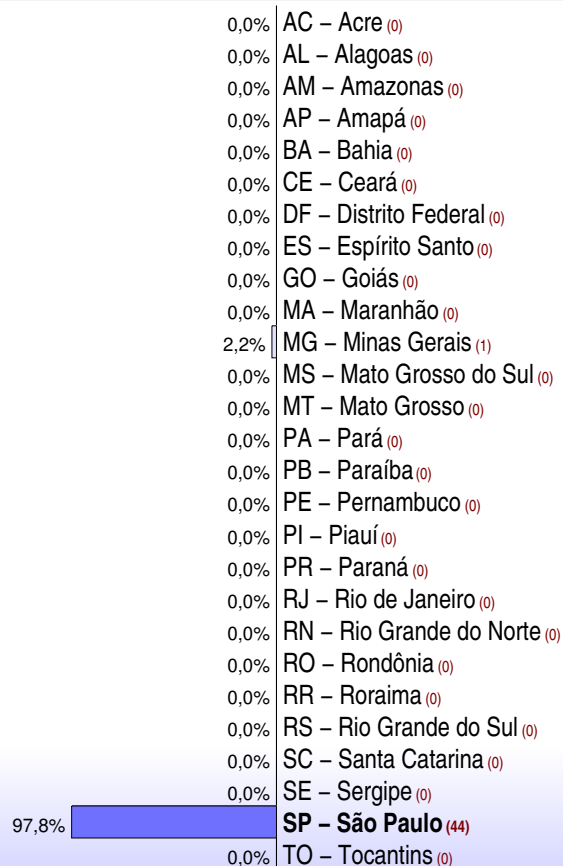 0,0% AC – Acre (0)
0,0% AL – Alagoas (0)
0,0% AM – Amazonas (0)
0,0% AP – Amapá (0)
0,0% BA – Bahia (0)
0,0% CE – Ceará (0)
0,0% DF – Distrito Federal (0)
0,0% ES – Espírito Santo (0)
0,0% GO – Goiás (0)
0,0% MA – Maranhão (0)
2,2% MG – Minas Gerais (1)
0,0% MS – Mato Grosso do Sul (0)
0,0% MT – Mato Grosso (0)
0,0% PA – Pará (0)
0,0% PB – Paraíba (0)
0,0% PE – Pernambuco (0)
0,0% PI – Piauí (0)
0,0% PR – Paraná (0)
0,0% RJ – Rio de Janeiro (0)
0,0% RN – Rio Grande do Norte (0)
0,0% RO – Rondônia (0)
0,0% RR – Roraima (0)
0,0% RS – Rio Grande do Sul (0)
0,0% SC – Santa Catarina (0)
0,0% SE – Sergipe (0)
97,8% SP – São Paulo (44)
0,0% TO – Tocantins (0)